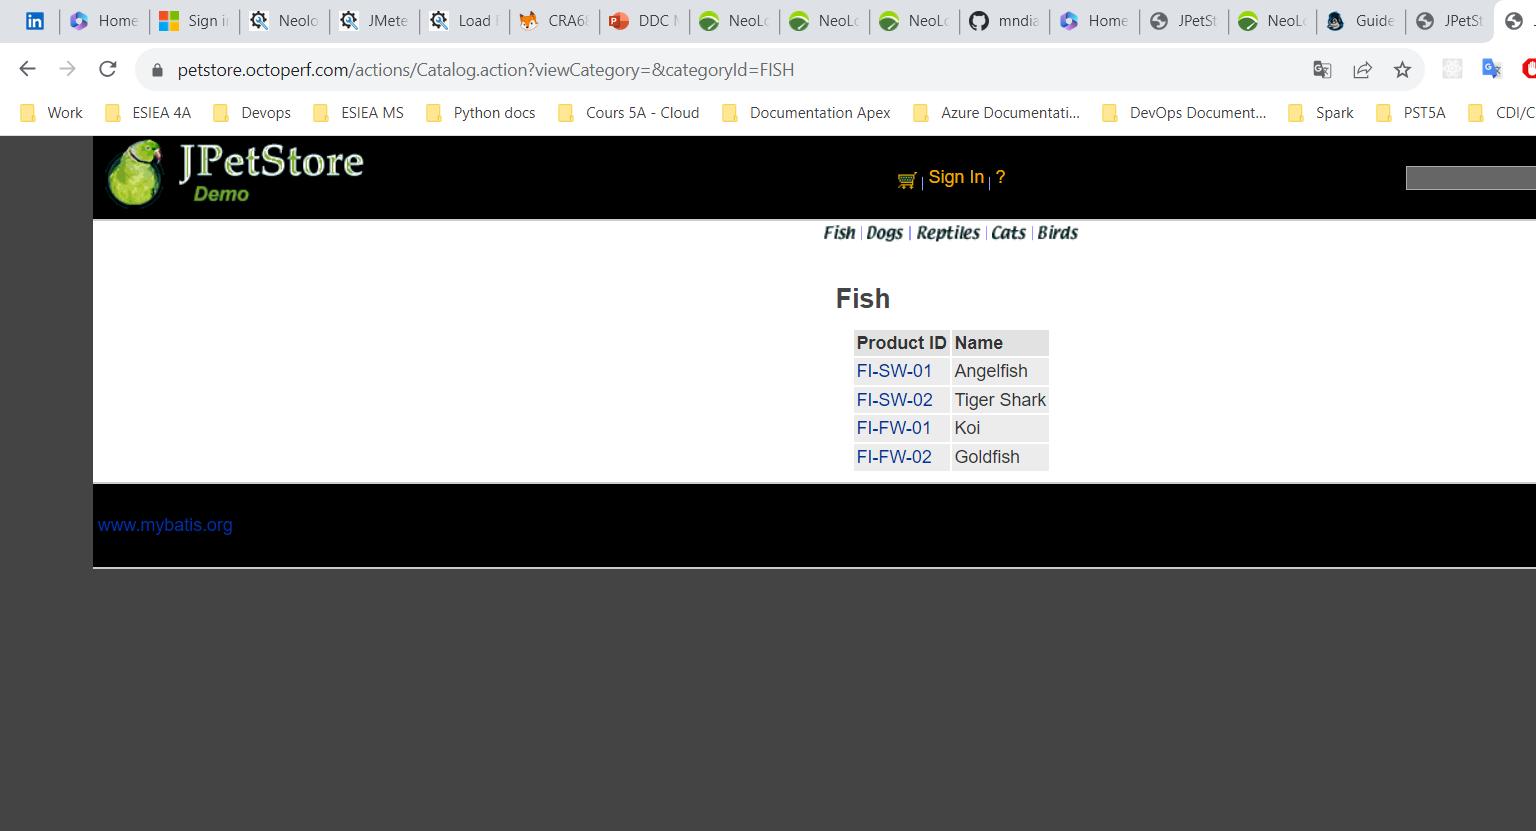 Home
Sign i
Neolo
JMete
Load
CRA68
DDC
NeoLo
NeoLo
NeoLo
mndia
Home
JPetSt
NeoLo
Guide
JPetSt
petstore.octoperf.com/actions/Catalog.action?viewCategory=&categoryId=FISH
Work ESIEA 4A Devops ESIEA MS Python docs Cours 5A - Cloud Documentation Apex Azure Documentati... DevOps Document... Spark PST5A CDI/C
JPetStore
Demo
Sign In | ?
Fish | Dogs | Reptiles | Cats | Birds
Fish
Product ID Name
FI-SW-01 Angelfish
FI-SW-02 Tiger Shark
FI-FW-01 Koi
FI-FW-02 Goldfish
www.mybatis.org